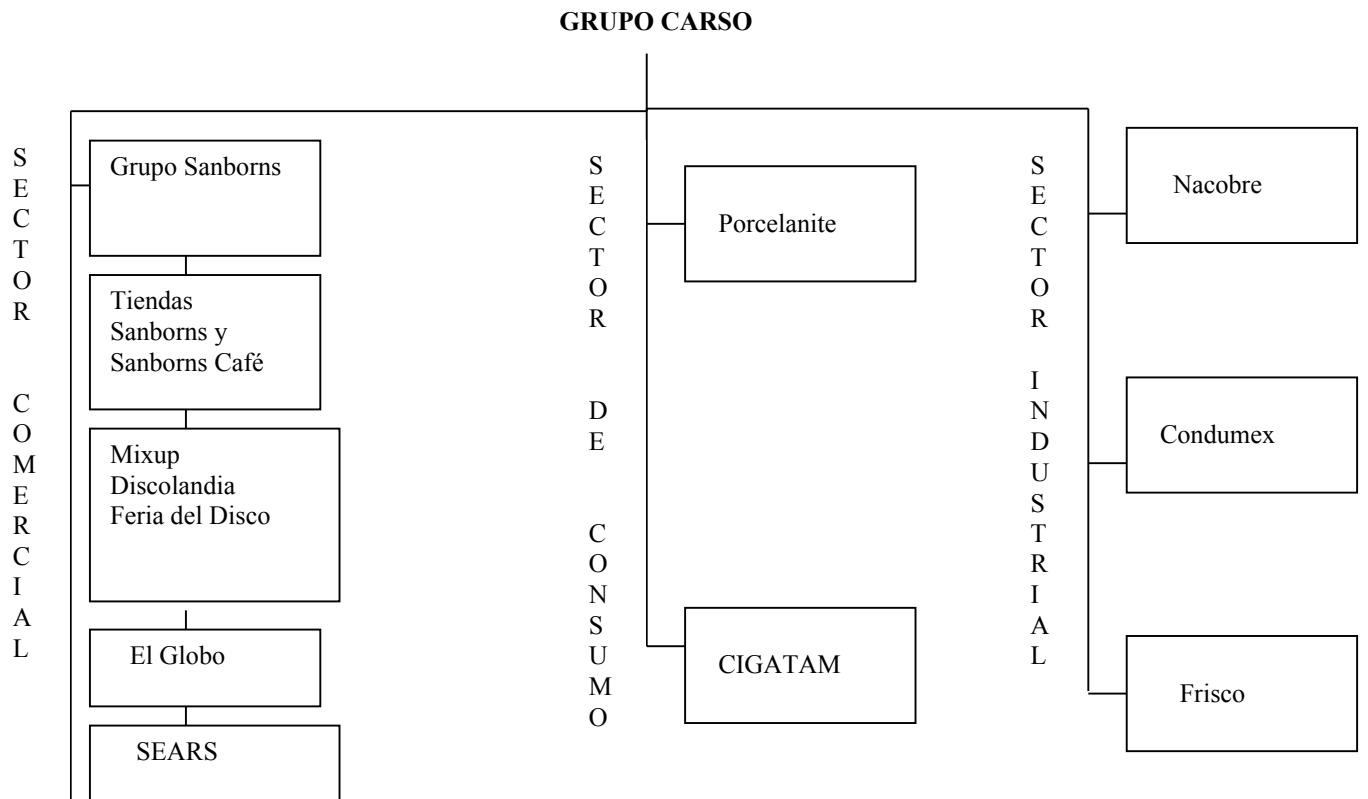 GRUPO CARSO
SECTOR COMERCIAL
Grupo Sanborns
Tiendas
Sanborns y
Sanborns Café
Mixup
Discolandia
Feria del Disco
El Globo
SEARS
SECTOR DE CONSUMO
Porcelanite
CIGATAM
SECTOR INDUSTRIAL
Nacobre
Condumex
Frisco